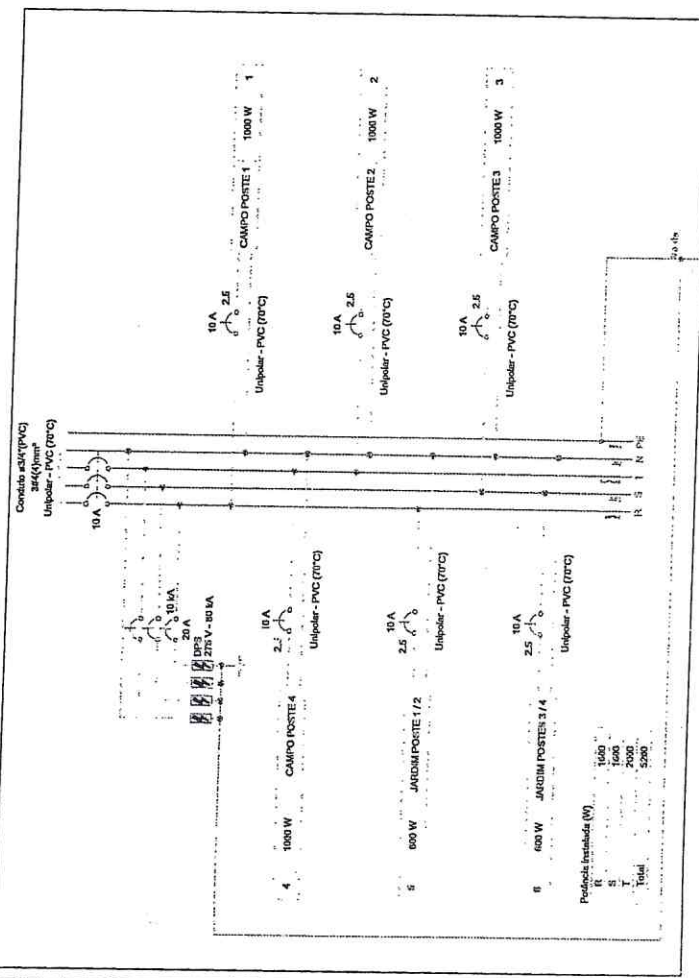 Conduto ø3/4"(PVC)
3#4(4)mm²
Unipolar - PVC (70°C)
10 A
10 kA
20 A
DPS
275 V - 80 kA
10 A
2.5
CAMPO POSTE 1
1000 W
1
Unipolar - PVC (70°C)
10 A
2.5
CAMPO POSTE 2
1000 W
2
Unipolar - PVC (70°C)
10 A
2.5
CAMPO POSTE 3
1000 W
3
Unipolar - PVC (70°C)
4
1000 W
CAMPO POSTE 4
10 A
Unipolar - PVC (70°C)
5
600 W
JARDIM POSTE 1 / 2
10 A
2.5
Unipolar - PVC (70°C)
6
600 W
JARDIM POSTES 3 / 4
10 A
2.5
Unipolar - PVC (70°C)
R
S
T
N
PE
Potência Instalada (W)
R 1600
S 1600
T 2000
Total 5200